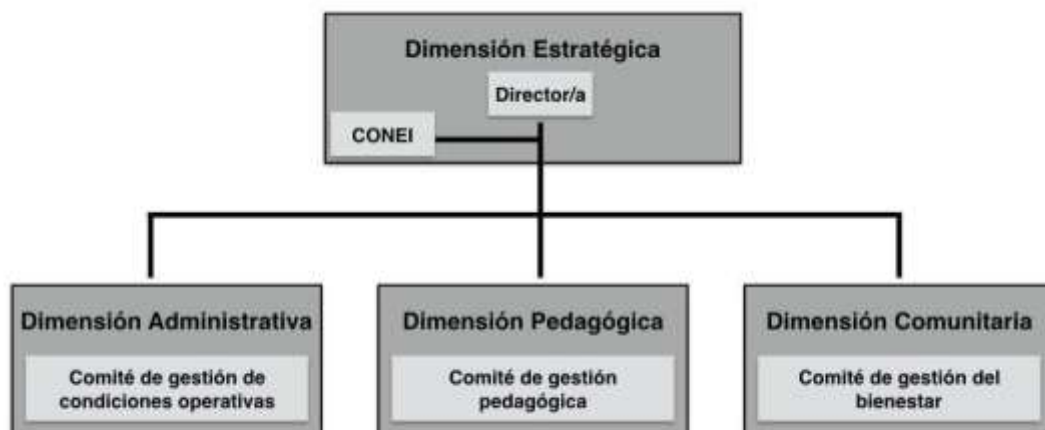 Dimensión Estratégica
Director/a
CONEI
Dimensión Administrativa
Comité de gestión de
condiciones operativas
Dimensión Pedagógica
Comité de gestión
pedagógica
Dimensión Comunitaria
Comité de gestión del
bienestar